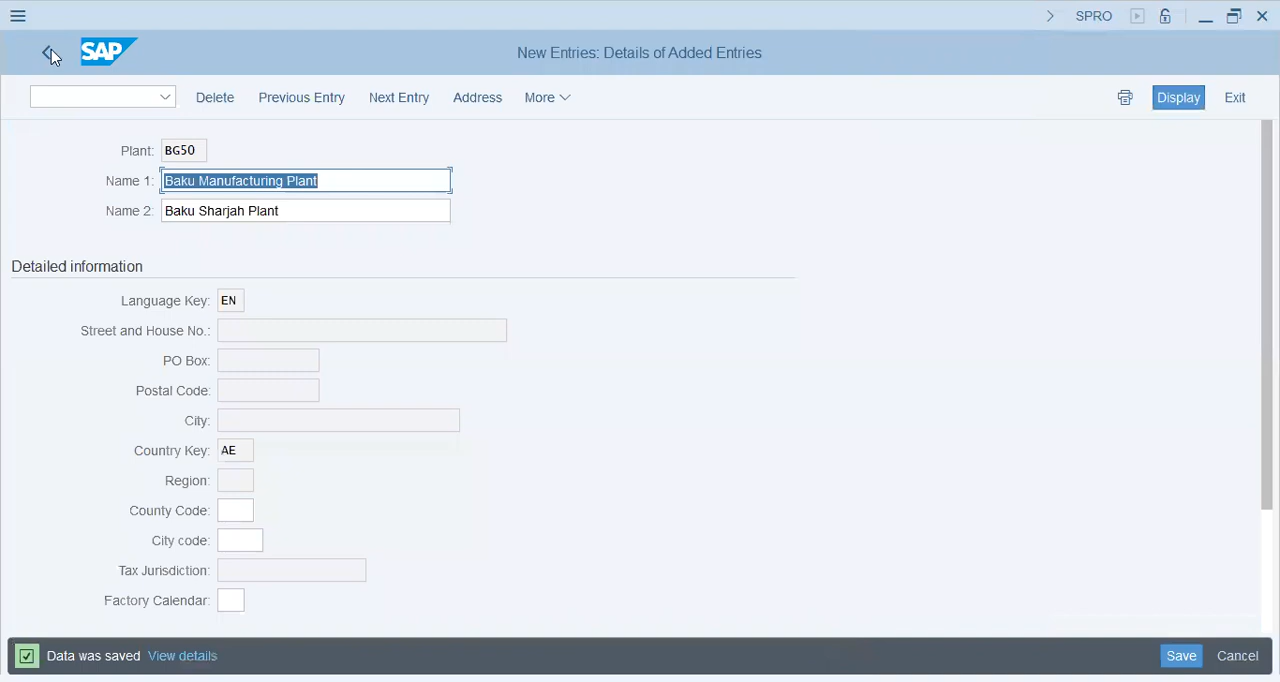 SPRO
SAP New Entries: Details of Added Entries
Delete Previous Entry Next Entry Address More Display Exit
Plant: BG50
Name 1: Baku Manufacturing Plant
Name 2: Baku Sharjah Plant
Detailed information
Language Key: EN
Street and House No.:
PO Box:
Postal Code:
City:
Country Key: AE
Region:
County Code:
City code:
Tax Jurisdiction:
Factory Calendar:
Data was saved View details Save Cancel